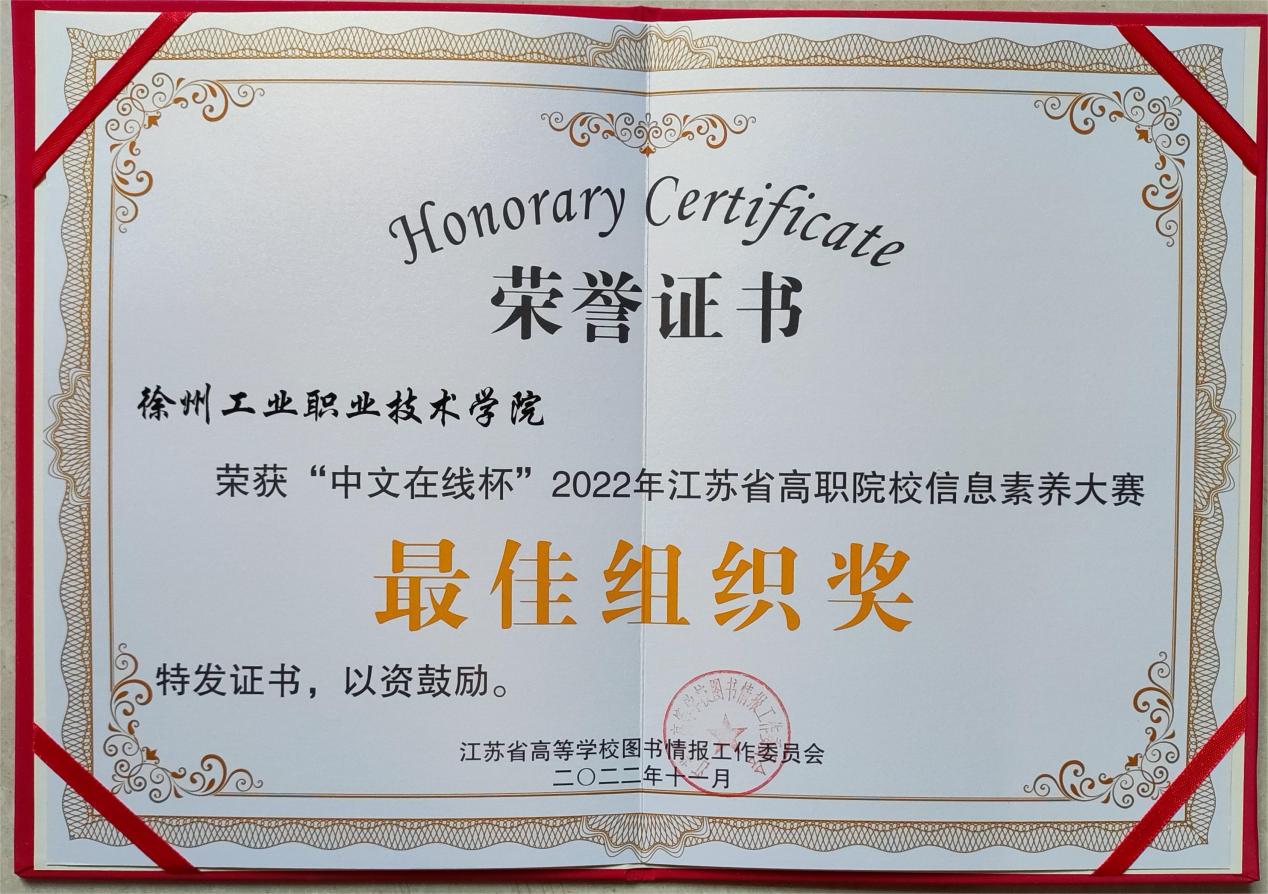 Honorary Certificate
荣誉证书
徐州工业职业技术学院
荣获“中文在线杯”2022年江苏省高职院校信息素养大赛
最佳组织奖
特发证书，以资鼓励。
江苏省高等学校图书情报工作委员会
二〇二二年十一月